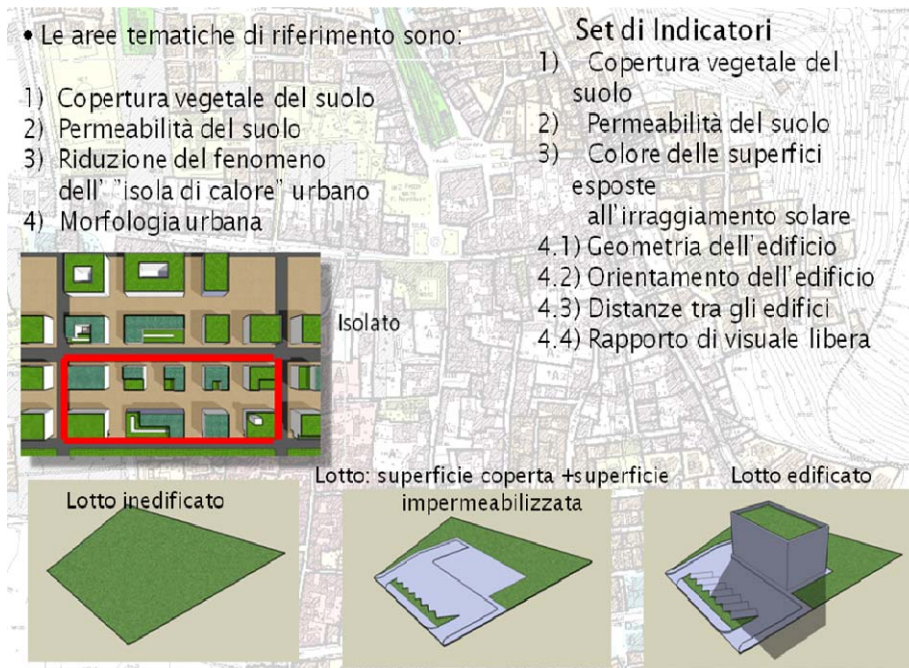 • Le aree tematiche di riferimento sono:
1) Copertura vegetale del suolo
2) Permeabilità del suolo
3) Riduzione del fenomeno
dell' "isola di calore" urbano
4) Morfologia urbana
Set di Indicatori
1) Copertura vegetale del
suolo
2) Permeabilità del suolo
3) Colore delle superfici
esposte
all'irraggiamento solare
4.1) Geometria dell'edificio
4.2) Orientamento dell'edificio
4.3) Distanze tra gli edifici
4.4) Rapporto di visuale libera
Isolato
Lotto inedificato
Lotto: superficie coperta +superficie
impermeabilizzata
Lotto edificato